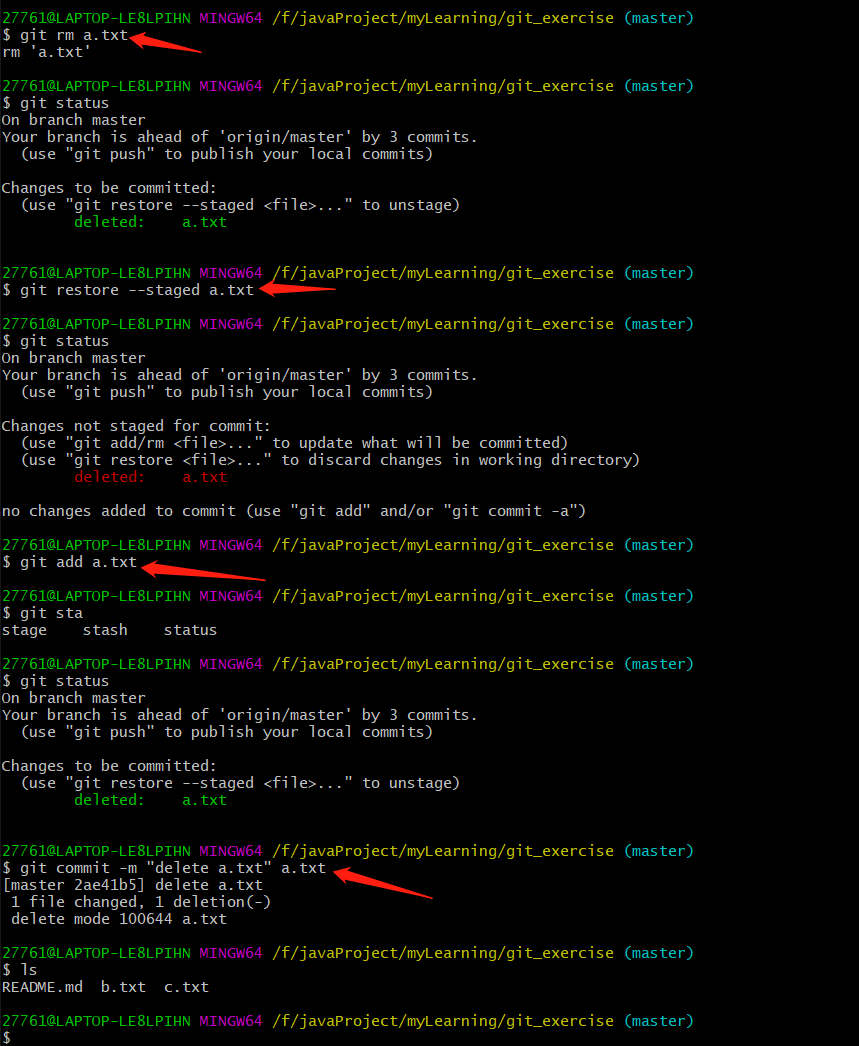 27761@LAPTOP-LE8LPIHN MINGW64 /f/javaProject/myLearning/git_exercise (master)
$ git rm a.txt
rm 'a.txt'
27761@LAPTOP-LE8LPIHN MINGW64 /f/javaProject/myLearning/git_exercise (master)
$ git status
On branch master
Your branch is ahead of 'origin/master' by 3 commits.
  (use "git push" to publish your local commits)
Changes to be committed:
  (use "git restore --staged <file>..." to unstage)
        deleted:    a.txt
27761@LAPTOP-LE8LPIHN MINGW64 /f/javaProject/myLearning/git_exercise (master)
$ git restore --staged a.txt
27761@LAPTOP-LE8LPIHN MINGW64 /f/javaProject/myLearning/git_exercise (master)
$ git status
On branch master
Your branch is ahead of 'origin/master' by 3 commits.
  (use "git push" to publish your local commits)
Changes not staged for commit:
  (use "git add/rm <file>..." to update what will be committed)
  (use "git restore <file>..." to discard changes in working directory)
        deleted:    a.txt
no changes added to commit (use "git add" and/or "git commit -a")
27761@LAPTOP-LE8LPIHN MINGW64 /f/javaProject/myLearning/git_exercise (master)
$ git add a.txt
27761@LAPTOP-LE8LPIHN MINGW64 /f/javaProject/myLearning/git_exercise (master)
$ git sta
stage    stash    status
27761@LAPTOP-LE8LPIHN MINGW64 /f/javaProject/myLearning/git_exercise (master)
$ git status
On branch master
Your branch is ahead of 'origin/master' by 3 commits.
  (use "git push" to publish your local commits)
Changes to be committed:
  (use "git restore --staged <file>..." to unstage)
        deleted:    a.txt
27761@LAPTOP-LE8LPIHN MINGW64 /f/javaProject/myLearning/git_exercise (master)
$ git commit -m "delete a.txt" a.txt
[master 2ae41b5] delete a.txt
 1 file changed, 1 deletion(-)
 delete mode 100644 a.txt
27761@LAPTOP-LE8LPIHN MINGW64 /f/javaProject/myLearning/git_exercise (master)
$ ls
README.md  b.txt  c.txt
27761@LAPTOP-LE8LPIHN MINGW64 /f/javaProject/myLearning/git_exercise (master)
$